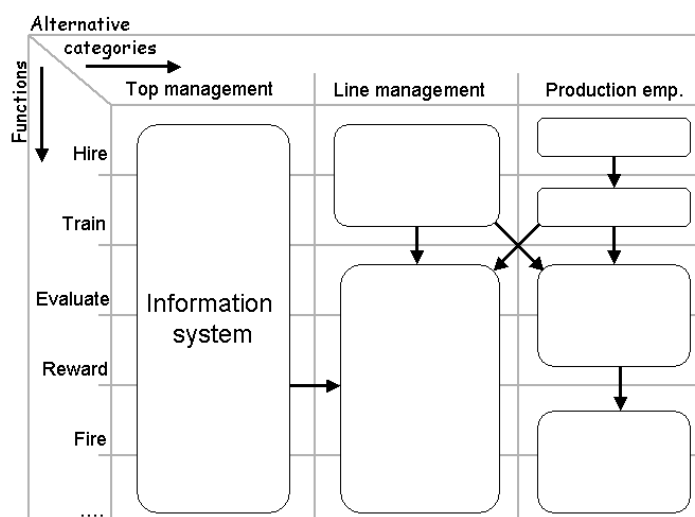 Alternative
categories
Functions
Top management
Line management
Production emp.
Hire
Train
Evaluate
Information
system
Reward
Fire
....